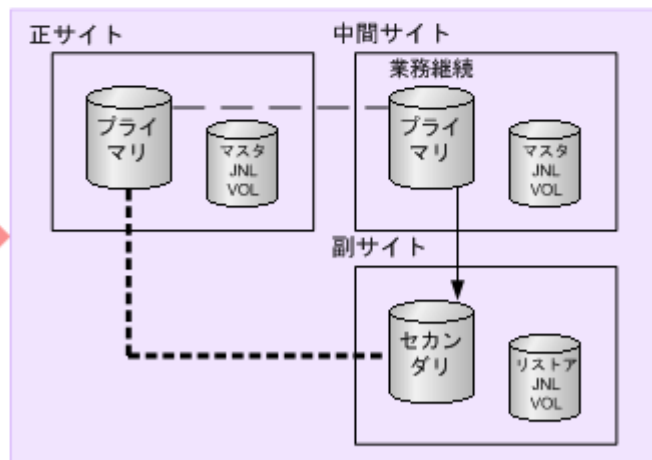 正サイト
中間サイト
業務継続
プライ
マリ
マスタ
JNL
VOL
プライ
マリ
マスタ
JNL
VOL
副サイト
セカン
ダリ
リストア
JNL
VOL